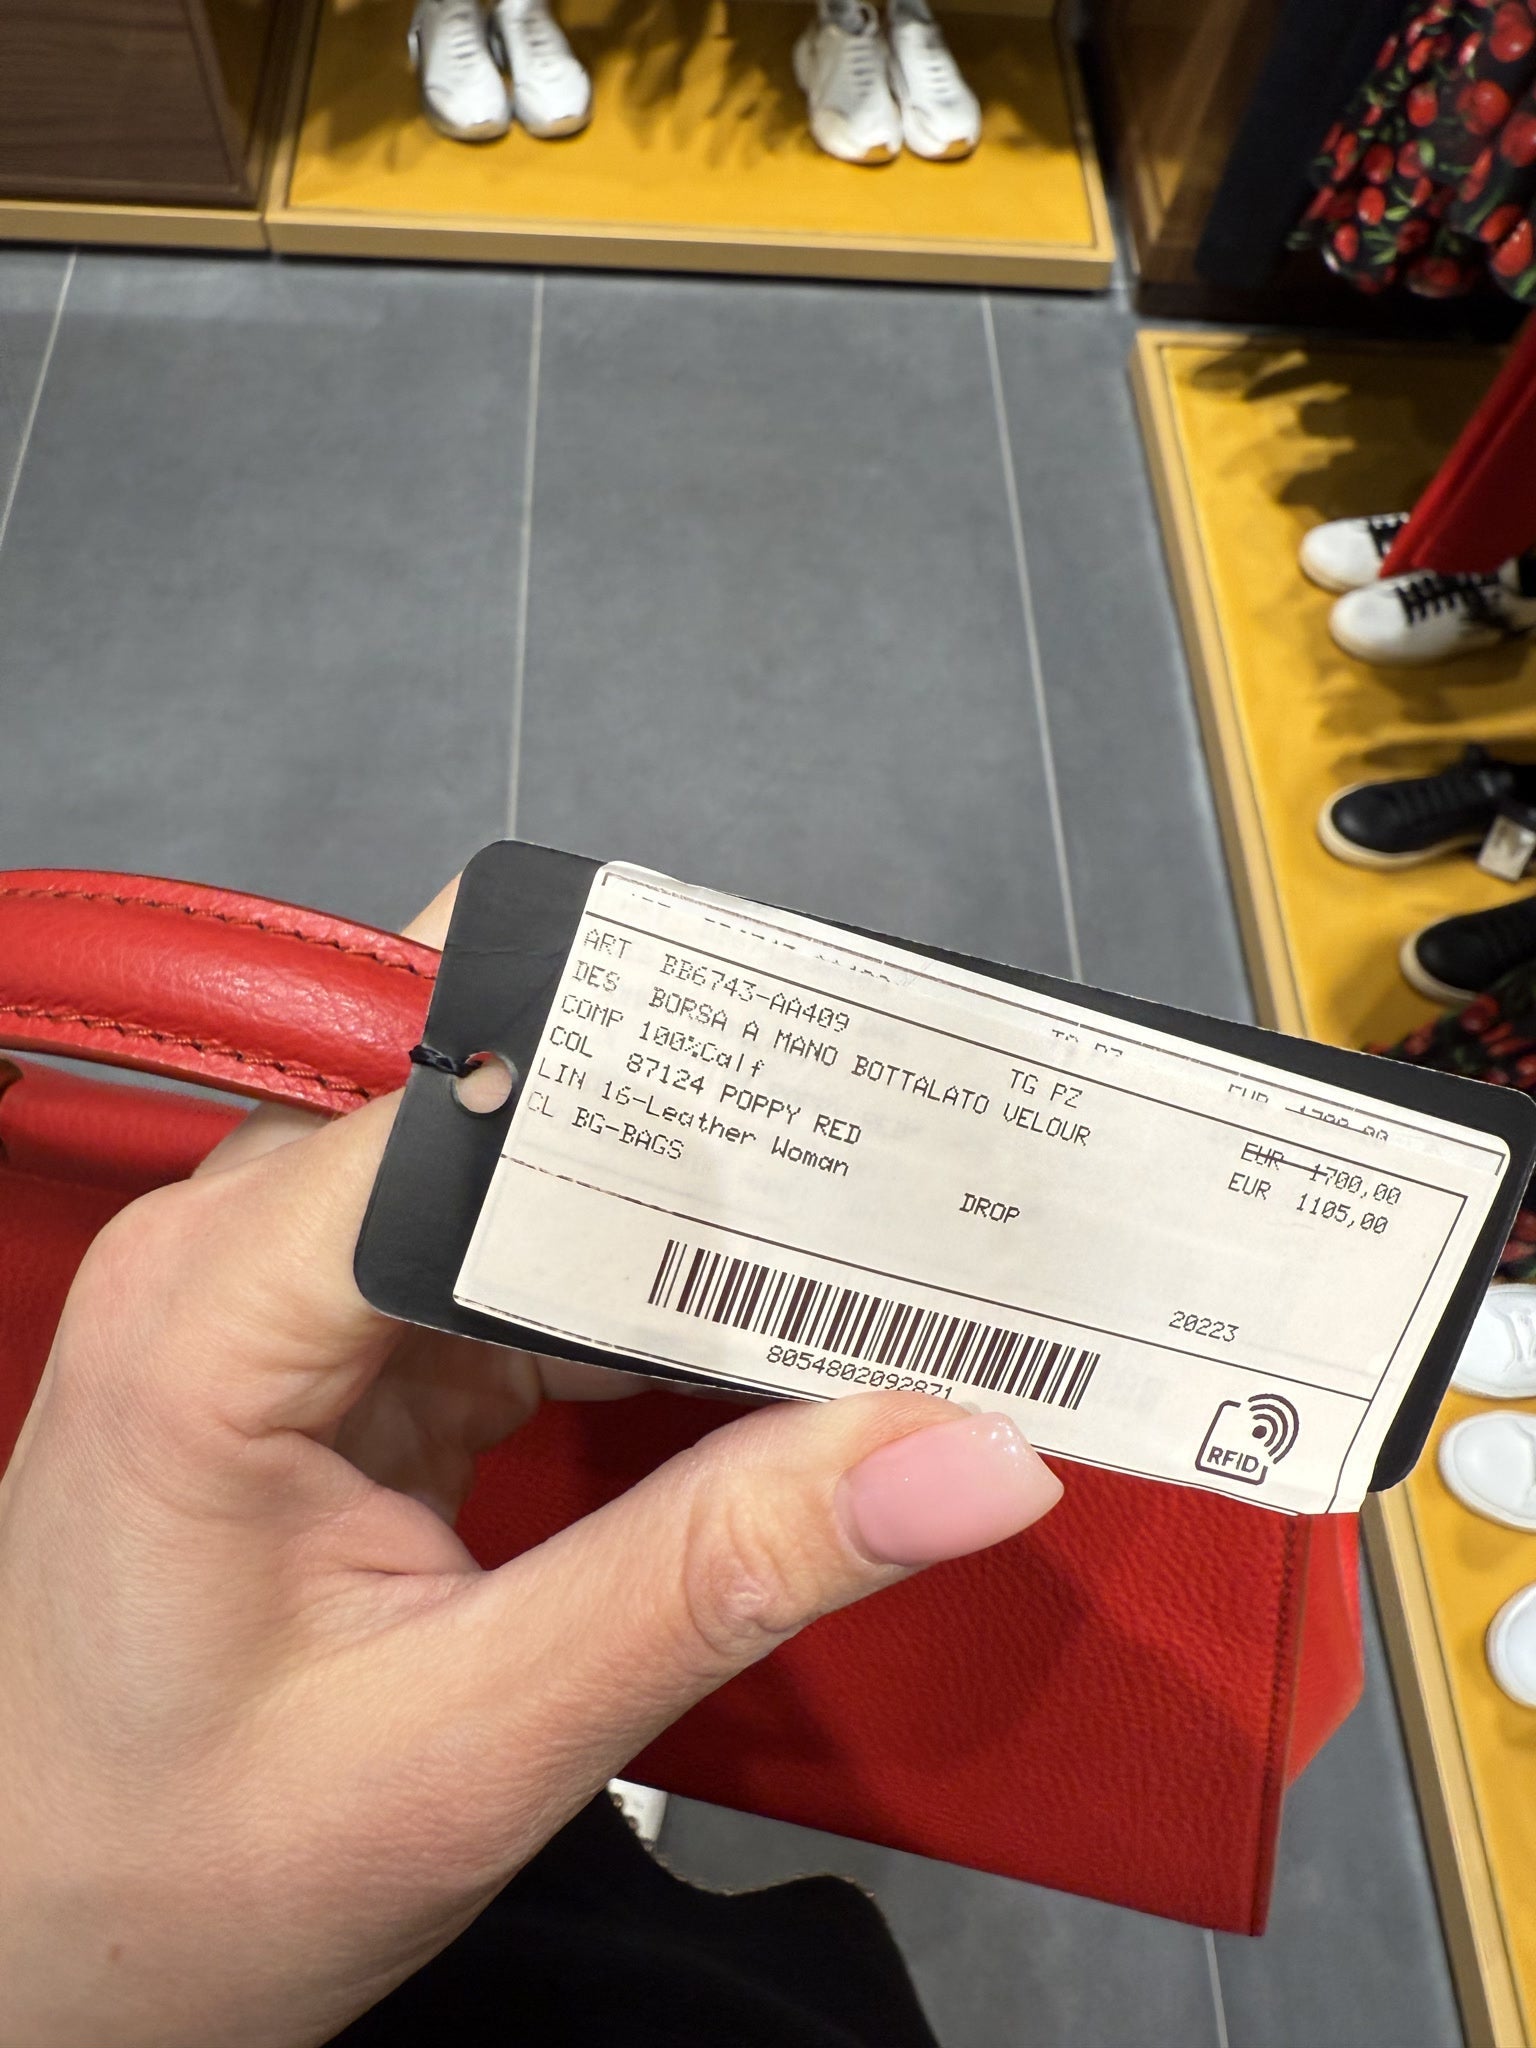 ART BB6743-AA409 TG PZ
DES BORSA A MANO BOTTALATO VELOUR
COMP 100%Calf
COL 87124 POPPY RED
LIN 16-Leather Woman
CL BG-BAGS
EUR 1700,00
EUR 1105,00
DROP
20223
8054802092871
RFID